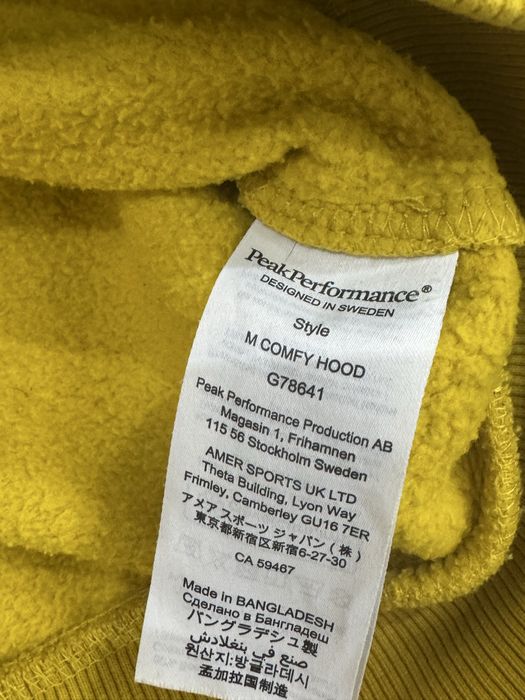 PeakPerformance®
DESIGNED IN SWEDEN
Style
M COMFY HOOD
G78641
Peak Performance Production AB
Magasin 1, Frihamnen
115 56 Stockholm Sweden
AMER SPORTS UK LTD
Theta Building, Lyon Way
Frimley, Camberley GU16 7ER
アメア スポーツ ジャパン (株)
東京都新宿区新宿6-27-30
CA 59467
Made in BANGLADESH
Сделано в Бангладеш
バングラデシュ製
صنع في بنغلادش
원산지:방글라데시
孟加拉国制造